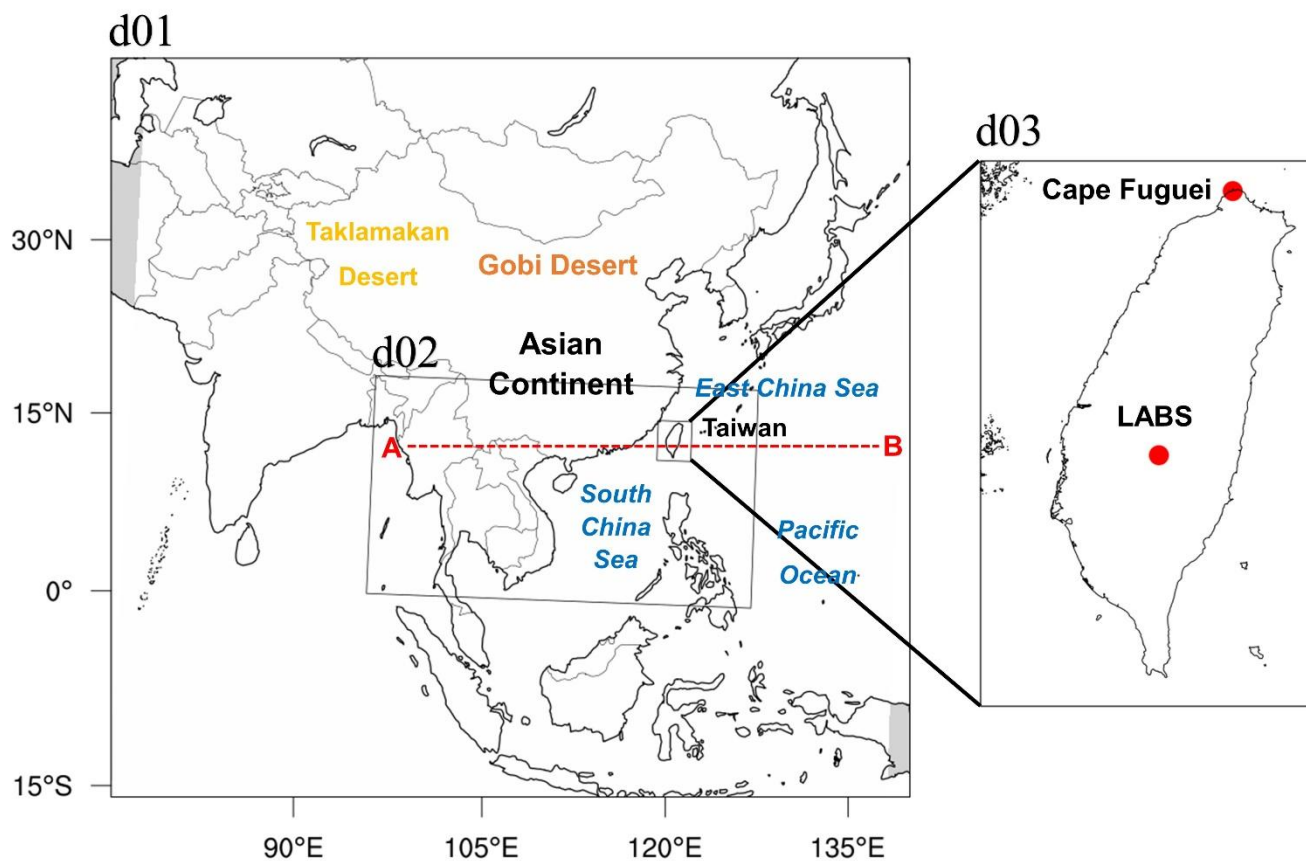 d01
d03
Cape Fuguei
Taklamakan
Desert
Gobi Desert
30°N
Asian
Continent
d02
East China Sea
15°N
Taiwan
LABS
A
B
South
China
Sea
Pacific
Ocean
0°
15°S
90°E
105°E
120°E
135°E